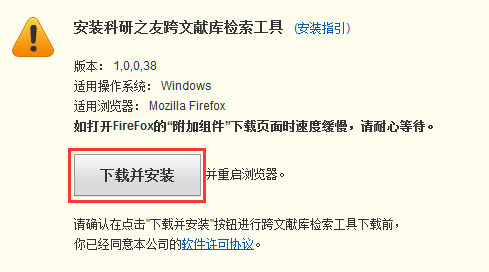 安装科研之友跨文献库检索工具 (安装指引)
版本： 1,0,0,38
适用操作系统： Windows
适用浏览器： Mozilla Firefox
如打开FireFox的“附加组件”下载页面时速度缓慢，请耐心等待。
下载并安装 并重启浏览器。
请确认在点击"下载并安装"按钮进行跨文献库检索工具下载前，
你已经同意本公司的软件许可协议。